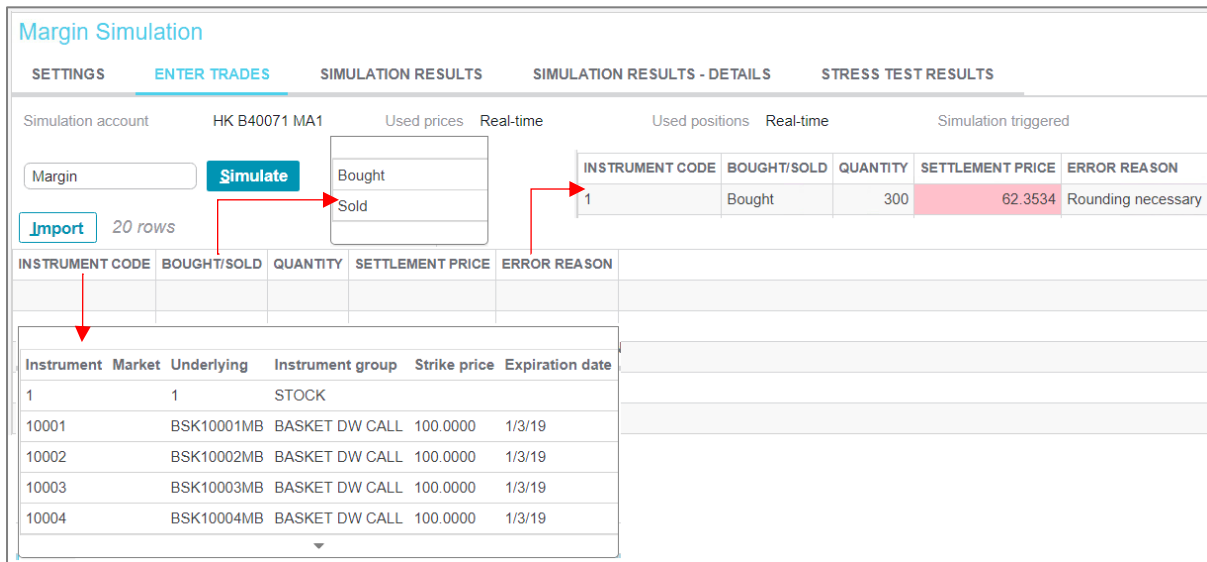 Margin Simulation
SETTINGS ENTER TRADES SIMULATION RESULTS SIMULATION RESULTS - DETAILS STRESS TEST RESULTS
Simulation account HK B40071 MA1 Used prices Real-time Used positions Real-time Simulation triggered
Margin Simulate
Bought
Sold
INSTRUMENT CODE BOUGHT/SOLD QUANTITY SETTLEMENT PRICE ERROR REASON
1 Bought 300 62.3534 Rounding necessary
Import 20 rows
INSTRUMENT CODE BOUGHT/SOLD QUANTITY SETTLEMENT PRICE ERROR REASON
Instrument Market Underlying Instrument group Strike price Expiration date
1 1 STOCK
10001 BSK10001MB BASKET DW CALL 100.0000 1/3/19
10002 BSK10002MB BASKET DW CALL 100.0000 1/3/19
10003 BSK10003MB BASKET DW CALL 100.0000 1/3/19
10004 BSK10004MB BASKET DW CALL 100.0000 1/3/19